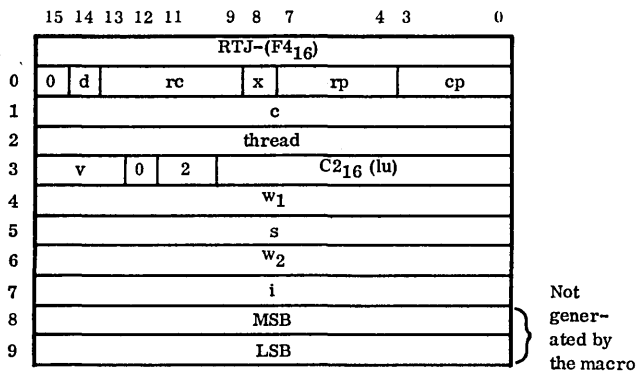 15 14 13 12 11 9 8 7 4 3 0
RTJ-(F4₁₆)
0 0 d rc x rp cp
1 c
2 thread
3 v 0 2 C2₁₆ (lu)
4 w₁
5 s
6 w₂
7 i
8 MSB
9 LSB
Not
gener-
ated by
the macro